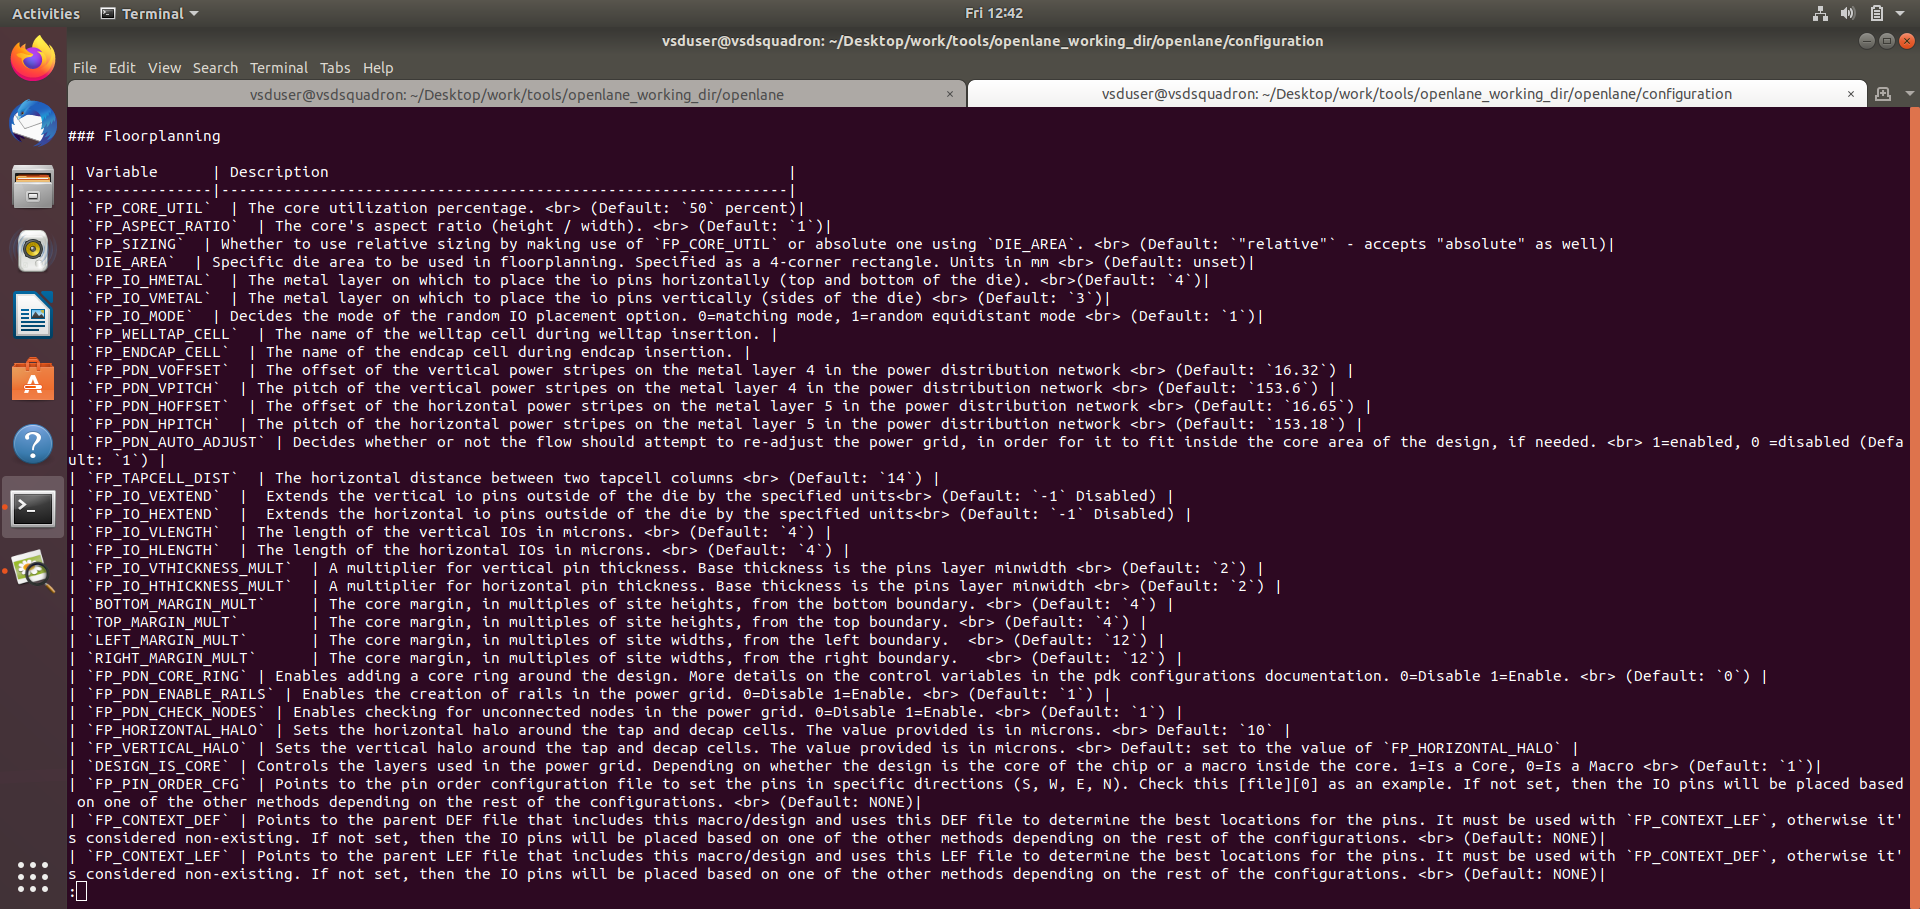 Activities
Terminal
Fri 12:42
vsduser@vsdsquadron: ~/Desktop/work/tools/openlane_working_dir/openlane/configuration
File Edit View Search Terminal Tabs Help
vsduser@vsdsquadron: ~/Desktop/work/tools/openlane_working_dir/openlane ×
vsduser@vsdsquadron: ~/Desktop/work/tools/openlane_working_dir/openlane/configuration ×
### Floorplanning
| Variable      | Description                                                   |
|---------------|---------------------------------------------------------------|
| `FP_CORE_UTIL`  | The core utilization percentage. <br> (Default: `50` percent)|
| `FP_ASPECT_RATIO`  | The core's aspect ratio (height / width). <br> (Default: `1`)|
| `FP_SIZING`  | Whether to use relative sizing by making use of `FP_CORE_UTIL` or absolute one using `DIE_AREA`. <br> (Default: `"relative"` - accepts "absolute" as well)|
| `DIE_AREA`  | Specific die area to be used in floorplanning. Specified as a 4-corner rectangle. Units in mm <br> (Default: unset)|
| `FP_IO_HMETAL`  | The metal layer on which to place the io pins horizontally (top and bottom of the die). <br>(Default: `4`)|
| `FP_IO_VMETAL`  | The metal layer on which to place the io pins vertically (sides of the die) <br> (Default: `3`)|
| `FP_IO_MODE`  | Decides the mode of the random IO placement option. 0=matching mode, 1=random equidistant mode <br> (Default: `1`)|
| `FP_WELLTAP_CELL`  | The name of the welltap cell during welltap insertion. |
| `FP_ENDCAP_CELL`  | The name of the endcap cell during endcap insertion. |
| `FP_PDN_VOFFSET`  | The offset of the vertical power stripes on the metal layer 4 in the power distribution network <br> (Default: `16.32`) |
| `FP_PDN_VPITCH`  | The pitch of the vertical power stripes on the metal layer 4 in the power distribution network <br> (Default: `153.6`) |
| `FP_PDN_HOFFSET`  | The offset of the horizontal power stripes on the metal layer 5 in the power distribution network <br> (Default: `16.65`) |
| `FP_PDN_HPITCH`  | The pitch of the horizontal power stripes on the metal layer 5 in the power distribution network <br> (Default: `153.18`) |
| `FP_PDN_AUTO_ADJUST` | Decides whether or not the flow should attempt to re-adjust the power grid, in order for it to fit inside the core area of the design, if needed. <br> 1=enabled, 0 =disabled (Defa
ult: `1`) |
| `FP_TAPCELL_DIST`  | The horizontal distance between two tapcell columns <br> (Default: `14`) |
| `FP_IO_VEXTEND`  |  Extends the vertical io pins outside of the die by the specified units<br> (Default: `-1` Disabled) |
| `FP_IO_HEXTEND`  |  Extends the horizontal io pins outside of the die by the specified units<br> (Default: `-1` Disabled) |
| `FP_IO_VLENGTH`  | The length of the vertical IOs in microns. <br> (Default: `4`) |
| `FP_IO_HLENGTH`  | The length of the horizontal IOs in microns. <br> (Default: `4`) |
| `FP_IO_VTHICKNESS_MULT`  | A multiplier for vertical pin thickness. Base thickness is the pins layer minwidth <br> (Default: `2`) |
| `FP_IO_HTHICKNESS_MULT`  | A multiplier for horizontal pin thickness. Base thickness is the pins layer minwidth <br> (Default: `2`) |
| `BOTTOM_MARGIN_MULT`     | The core margin, in multiples of site heights, from the bottom boundary. <br> (Default: `4`) |
| `TOP_MARGIN_MULT`        | The core margin, in multiples of site heights, from the top boundary. <br> (Default: `4`) |
| `LEFT_MARGIN_MULT`       | The core margin, in multiples of site widths, from the left boundary.  <br> (Default: `12`) |
| `RIGHT_MARGIN_MULT`      | The core margin, in multiples of site widths, from the right boundary.   <br> (Default: `12`) |
| `FP_PDN_CORE_RING` | Enables adding a core ring around the design. More details on the control variables in the pdk configurations documentation. 0=Disable 1=Enable. <br> (Default: `0`) |
| `FP_PDN_ENABLE_RAILS` | Enables the creation of rails in the power grid. 0=Disable 1=Enable. <br> (Default: `1`) |
| `FP_PDN_CHECK_NODES` | Enables checking for unconnected nodes in the power grid. 0=Disable 1=Enable. <br> (Default: `1`) |
| `FP_HORIZONTAL_HALO` | Sets the horizontal halo around the tap and decap cells. The value provided is in microns. <br> Default: `10` |
| `FP_VERTICAL_HALO` | Sets the vertical halo around the tap and decap cells. The value provided is in microns. <br> Default: set to the value of `FP_HORIZONTAL_HALO` |
| `DESIGN_IS_CORE` | Controls the layers used in the power grid. Depending on whether the design is the core of the chip or a macro inside the core. 1=Is a Core, 0=Is a Macro <br> (Default: `1`)|
| `FP_PIN_ORDER_CFG` | Points to the pin order configuration file to set the pins in specific directions (S, W, E, N). Check this [file][0] as an example. If not set, then the IO pins will be placed based
 on one of the other methods depending on the rest of the configurations. <br> (Default: NONE)|
| `FP_CONTEXT_DEF` | Points to the parent DEF file that includes this macro/design and uses this DEF file to determine the best locations for the pins. It must be used with `FP_CONTEXT_LEF`, otherwise it'
s considered non-existing. If not set, then the IO pins will be placed based on one of the other methods depending on the rest of the configurations. <br> (Default: NONE)|
| `FP_CONTEXT_LEF` | Points to the parent LEF file that includes this macro/design and uses this LEF file to determine the best locations for the pins. It must be used with `FP_CONTEXT_DEF`, otherwise it'
s considered non-existing. If not set, then the IO pins will be placed based on one of the other methods depending on the rest of the configurations. <br> (Default: NONE)|
: